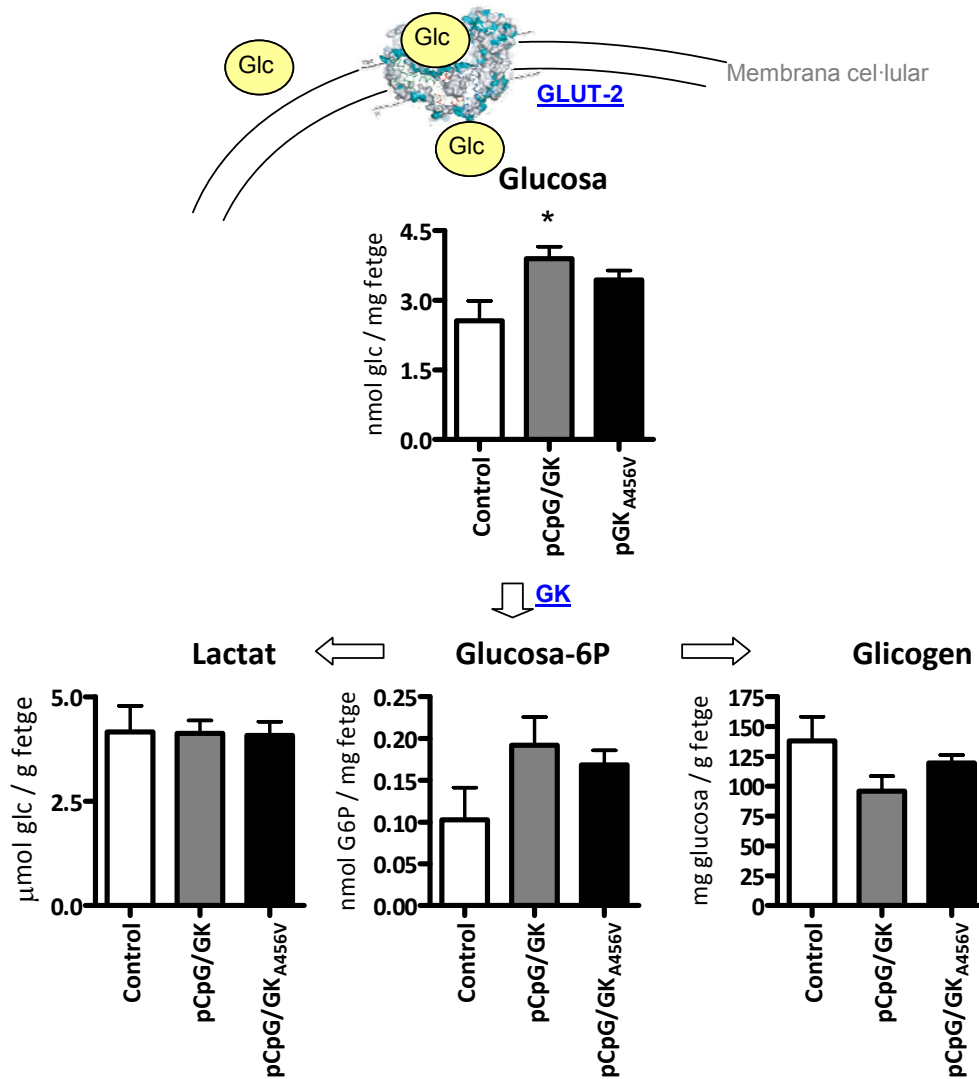 Glc
Glc
Membrana cel·lular
GLUT-2
Glc
Glucosa
*
4.5
3.0
1.5
0.0
nmol glc / mg fetge
Control
pCpG/GK
pGKA456V
GK
Lactat
Glucosa-6P
Glicogen
5.0
2.5
0.0
µmol glc / g fetge
Control
pCpG/GK
pCpG/GKA456V
0.25
0.20
0.15
0.10
0.05
0.00
nmol G6P / mg fetge
Control
pCpG/GK
pCpG/GKA456V
175
150
125
100
75
50
25
0
mg glucosa / g fetge
Control
pCpG/GK
pCpG/GKA456V